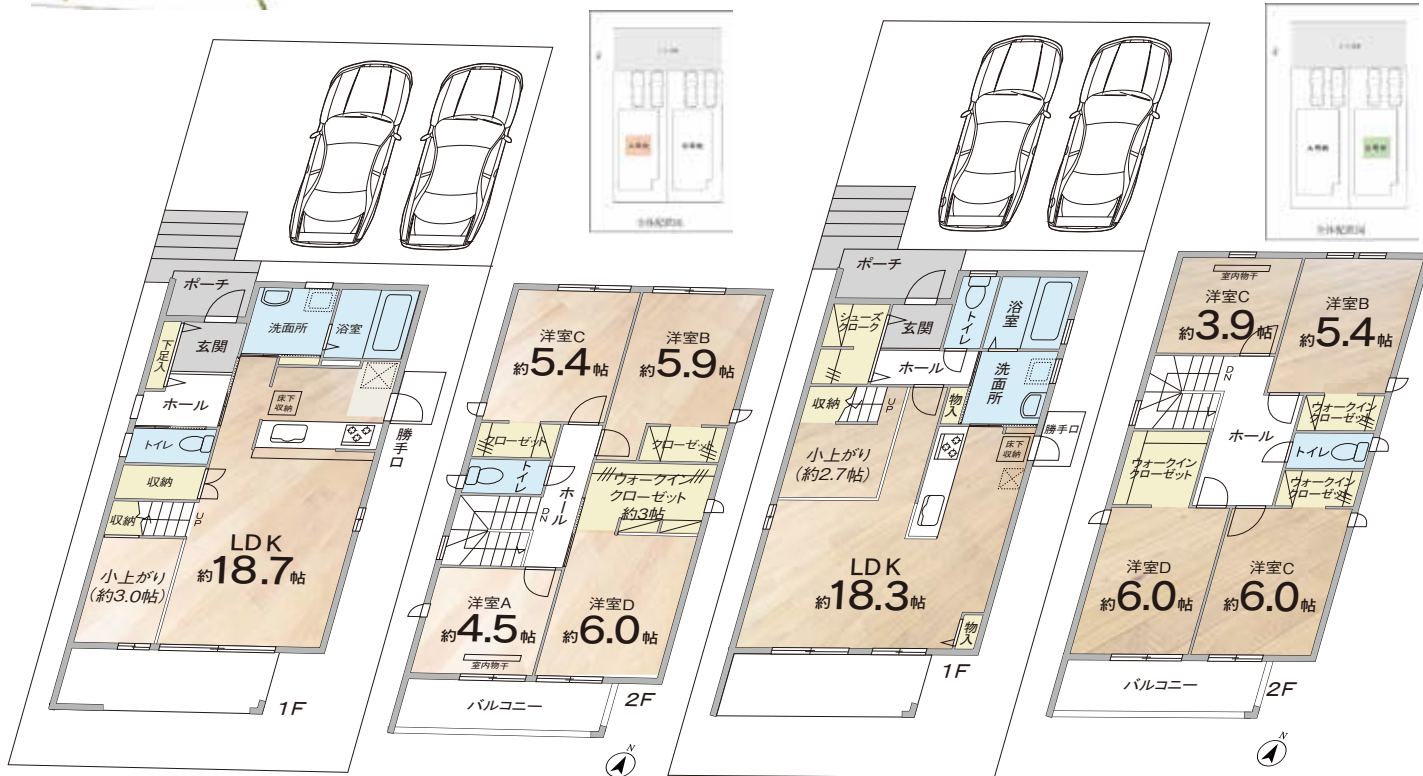 ポーチ
洗面所
浴室
下足入
玄関
ホール
床下
収納
トイレ
勝手口
収納
収納
UP
LDK
約18.7帖
小上がり
(約3.0帖)
1F
洋室C
約5.4帖
洋室B
約5.9帖
クローゼット
クローゼット
トイレ
ホール
DN
ウォークイン
クローゼット
約3帖
洋室A
約4.5帖
室内物干
洋室D
約6.0帖
バルコニー
2F
N
ポーチ
シューズ
クローク
玄関
トイレ
浴室
ホール
洗面所
収納
UP
物入
小上がり
(約2.7帖)
床下
収納
勝手口
LDK
約18.3帖
物入
1F
室内物干
洋室C
約3.9帖
洋室B
約5.4帖
DN
ホール
ウォークイン
クローゼット
トイレ
ウォークイン
クローゼット
ウォークイン
クローゼット
洋室D
約6.0帖
洋室C
約6.0帖
バルコニー
2F
N